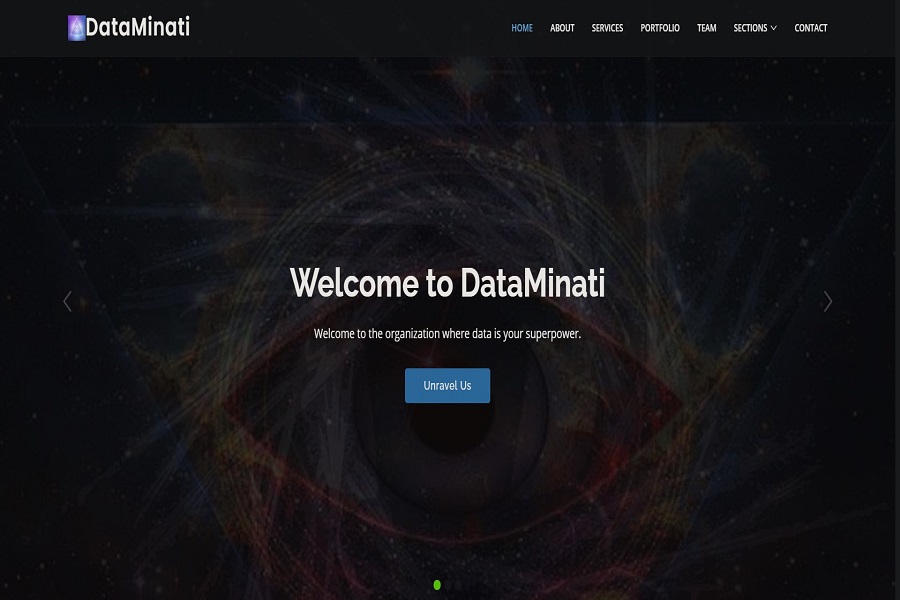 DataMinati
HOME ABOUT SERVICES PORTFOLIO TEAM SECTIONS CONTACT
Welcome to DataMinati
Welcome to the organization where data is your superpower.
Unravel Us